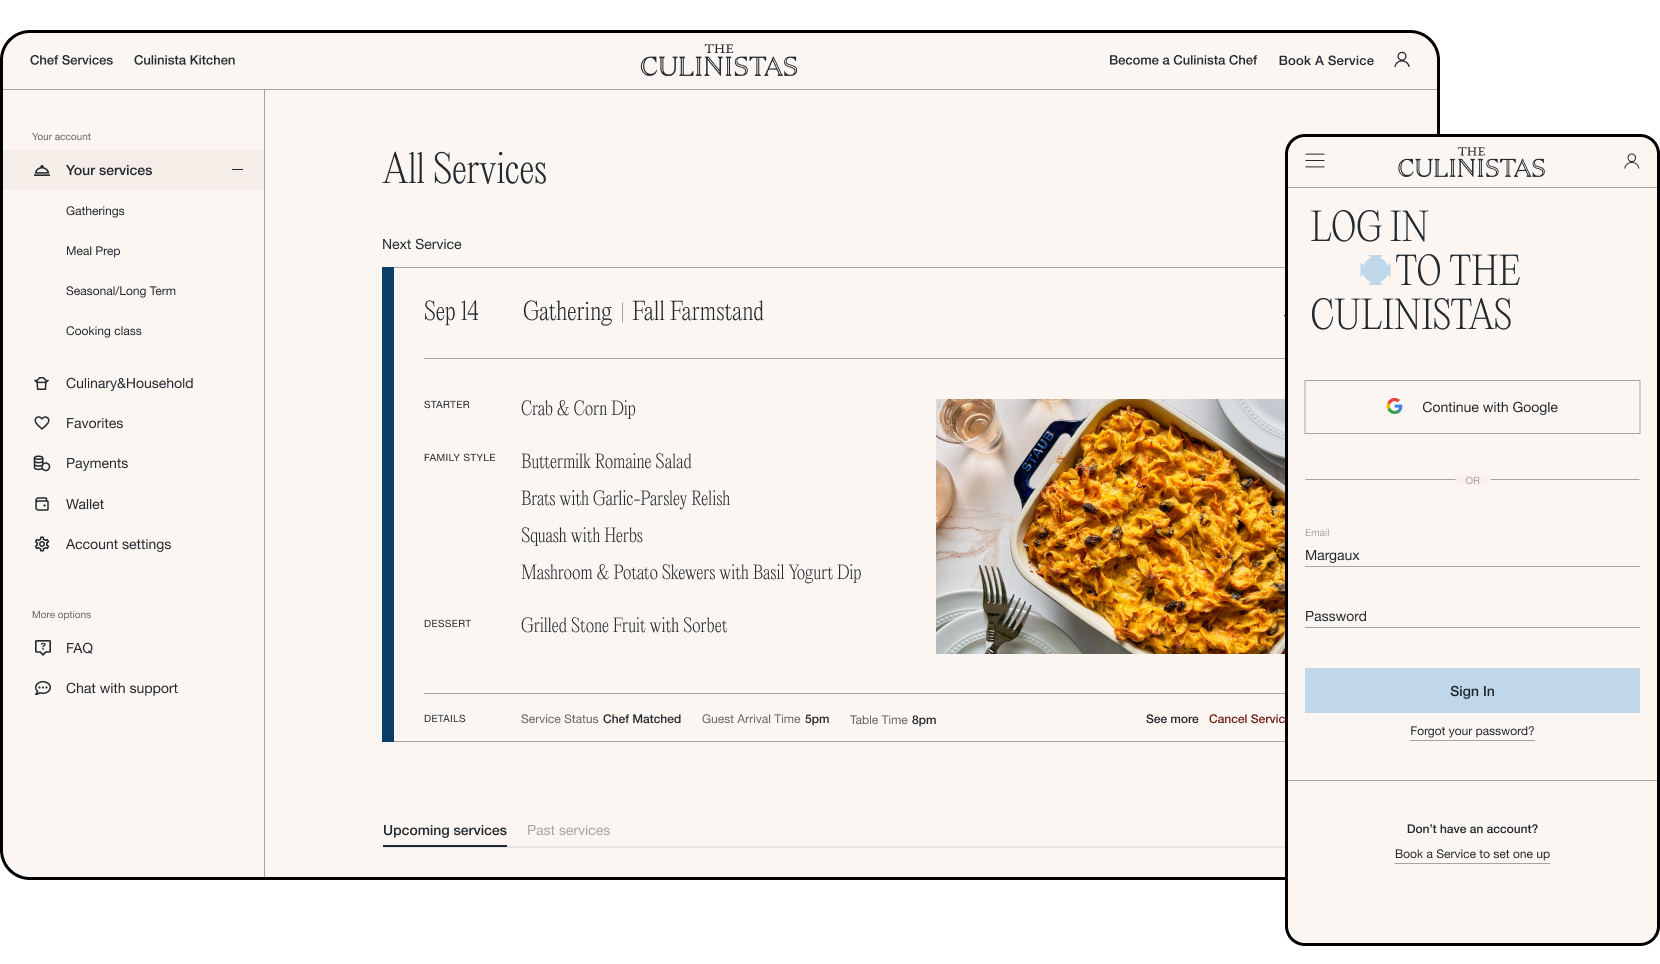 Chef Services
Culinista Kitchen
THE
CULINISTAS
Become a Culinista Chef
Book A Service
Your account
Your services
Gatherings
Meal Prep
Seasonal/Long Term
Cooking class
Culinary&Household
Favorites
Payments
Wallet
Account settings
More options
FAQ
Chat with support
All Services
Next Service
Sep 14
Gathering | Fall Farmstand
STARTER
Crab & Corn Dip
FAMILY STYLE
Buttermilk Romaine Salad
Brats with Garlic-Parsley Relish
Squash with Herbs
Mashroom & Potato Skewers with Basil Yogurt Dip
DESSERT
Grilled Stone Fruit with Sorbet
STAUB
DETAILS
Service Status Chef Matched
Guest Arrival Time 5pm
Table Time 8pm
See more
Cancel Servic
Upcoming services
Past services
THE
CULINISTAS
LOG IN
TO THE
CULINISTAS
Continue with Google
OR
Email
Margaux
Password
Sign In
Forgot your password?
Don't have an account?
Book a Service to set one up